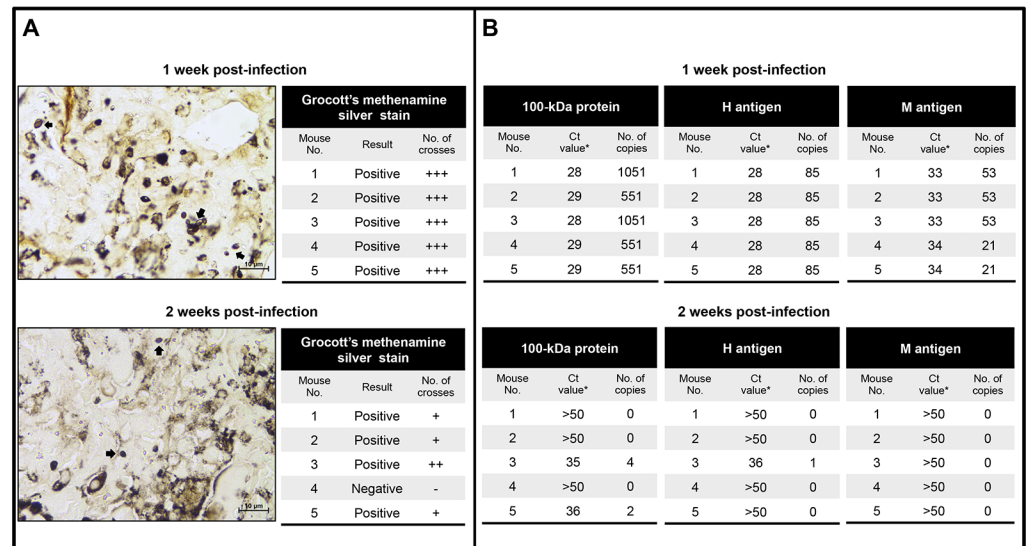 A
1 week post-infection
Grocott's methenamine
silver stain
Mouse No. Result No. of crosses
1 Positive +++
2 Positive +++
3 Positive +++
4 Positive +++
5 Positive +++
10 µm
2 weeks post-infection
Grocott's methenamine
silver stain
Mouse No. Result No. of crosses
1 Positive +
2 Positive +
3 Positive ++
4 Negative -
5 Positive +
10 µm
B
1 week post-infection
100-kDa protein H antigen M antigen
Mouse No. Ct value* No. of copies Mouse No. Ct value* No. of copies Mouse No. Ct value* No. of copies
1 28 1051 1 28 85 1 33 53
2 29 551 2 28 85 2 33 53
3 28 1051 3 28 85 3 33 53
4 29 551 4 28 85 4 34 21
5 29 551 5 28 85 5 34 21
2 weeks post-infection
100-kDa protein H antigen M antigen
Mouse No. Ct value* No. of copies Mouse No. Ct value* No. of copies Mouse No. Ct value* No. of copies
1 >50 0 1 >50 0 1 >50 0
2 >50 0 2 >50 0 2 >50 0
3 35 4 3 36 1 3 >50 0
4 >50 0 4 >50 0 4 >50 0
5 36 2 5 >50 0 5 >50 0